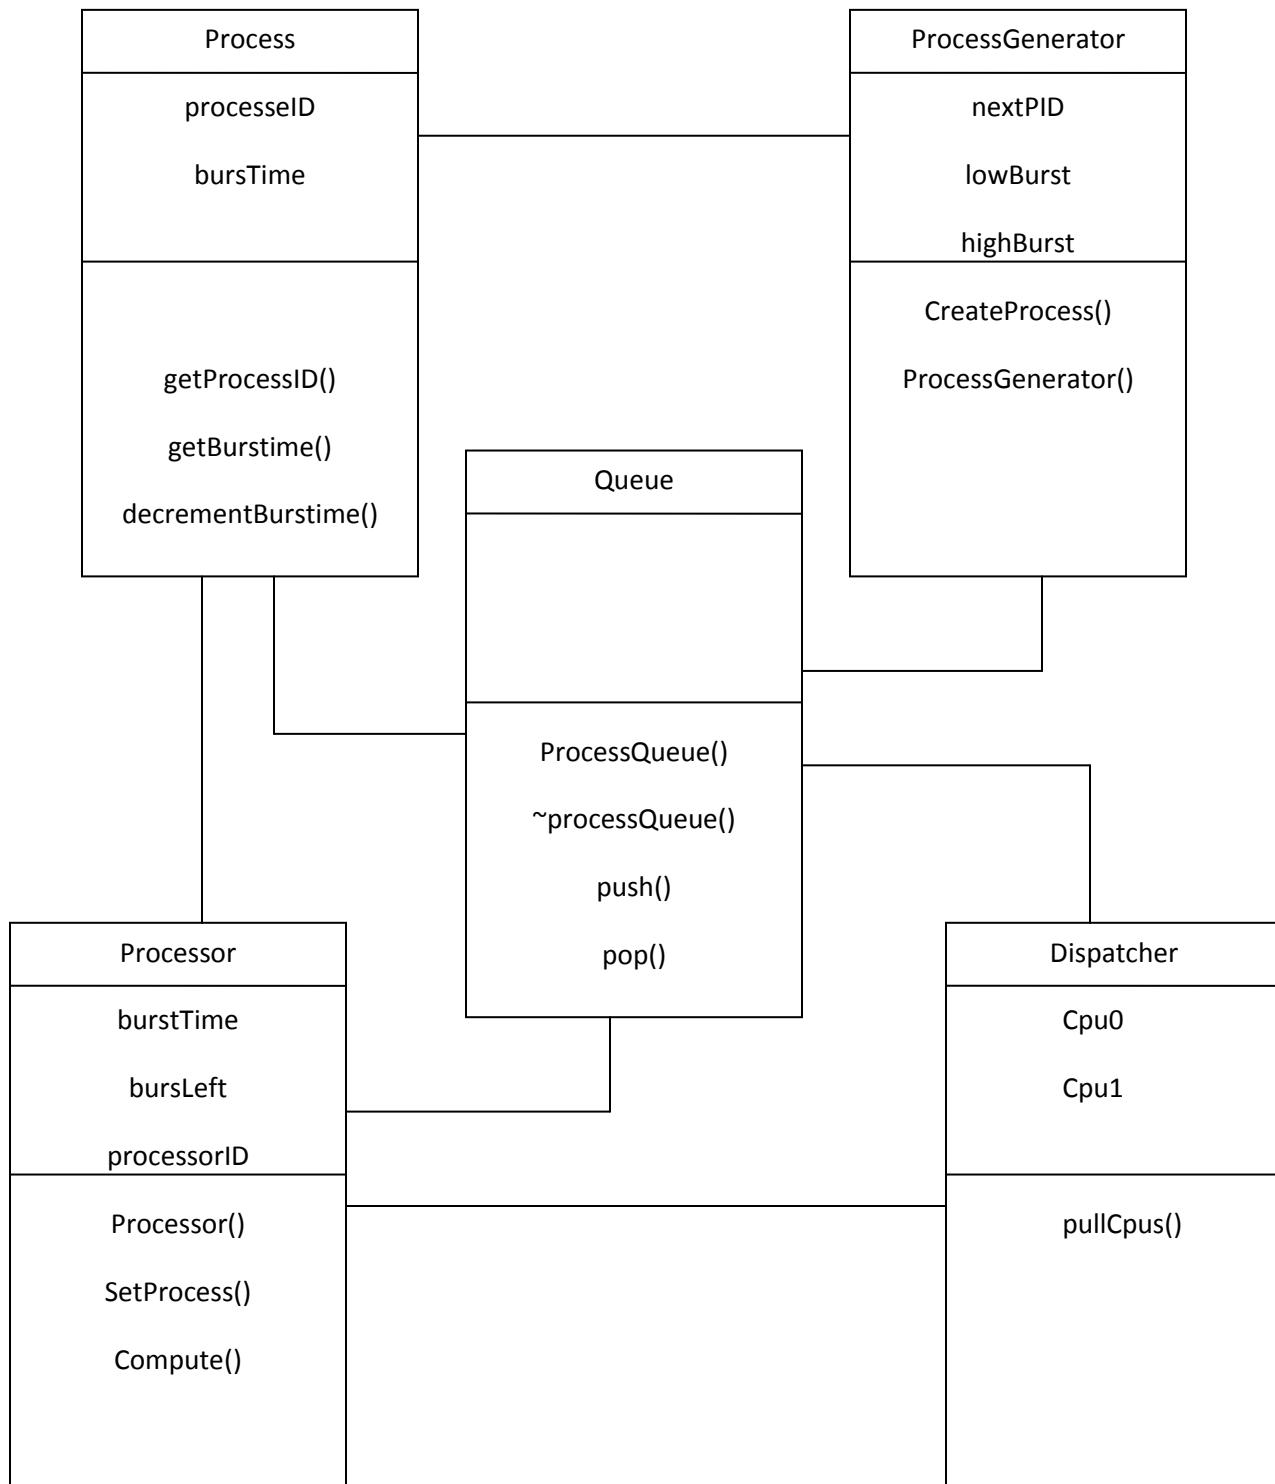 Process
processeID
bursTime
getProcessID()
getBurstime()
decrementBurstime()
ProcessGenerator
nextPID
lowBurst
highBurst
CreateProcess()
ProcessGenerator()
Queue
ProcessQueue()
~processQueue()
push()
pop()
Processor
burstTime
bursLeft
processorID
Processor()
SetProcess()
Compute()
Dispatcher
Cpu0
Cpu1
pullCpus()